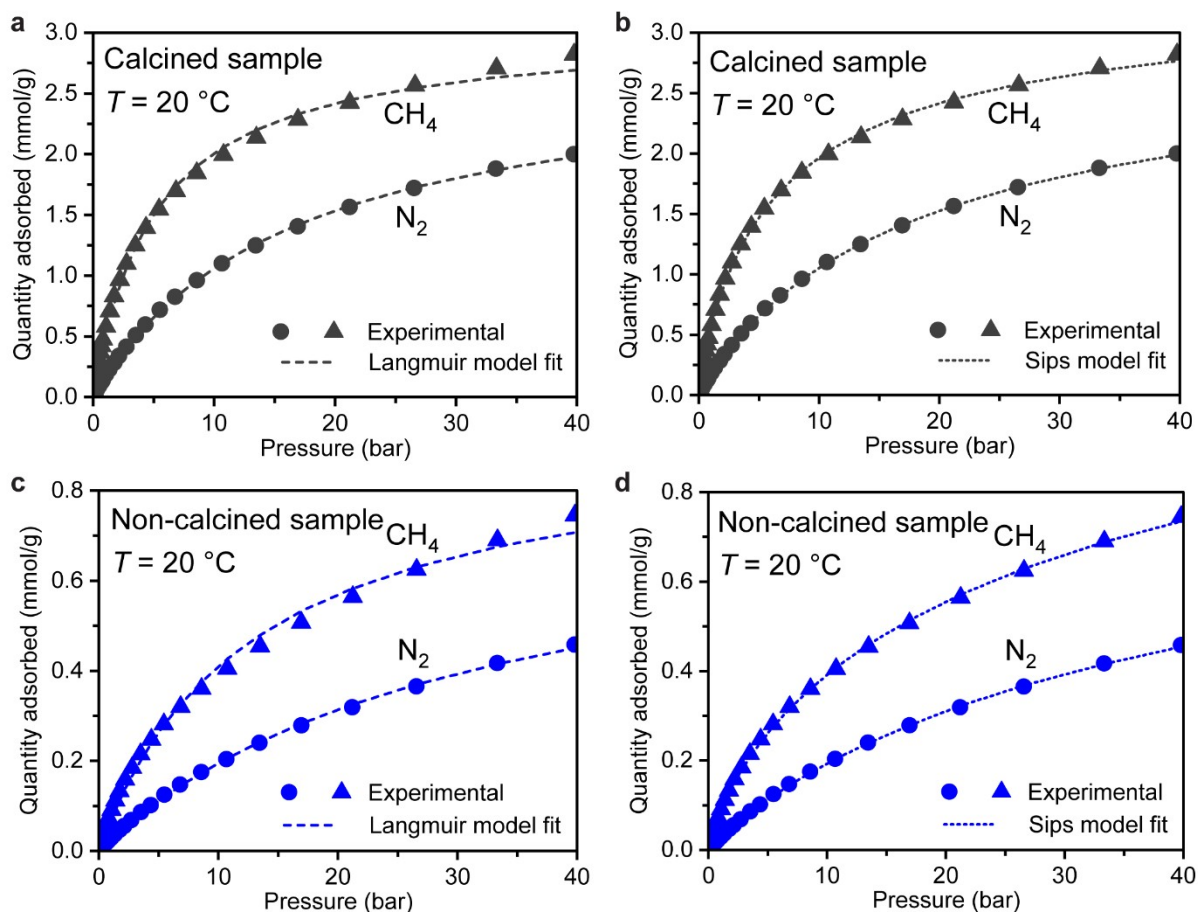 a
Calcined sample
T = 20 °C
CH4
N2
Experimental
Langmuir model fit
Quantity adsorbed (mmol/g)
3.0
2.5
2.0
1.5
1.0
0.5
0.0
0 10 20 30 40
Pressure (bar)
b
Calcined sample
T = 20 °C
CH4
N2
Experimental
Sips model fit
Quantity adsorbed (mmol/g)
3.0
2.5
2.0
1.5
1.0
0.5
0.0
0 10 20 30 40
Pressure (bar)
c
Non-calcined sample
T = 20 °C
CH4
N2
Experimental
Langmuir model fit
Quantity adsorbed (mmol/g)
0.8
0.6
0.4
0.2
0.0
0 10 20 30 40
Pressure (bar)
d
Non-calcined sample
T = 20 °C
CH4
N2
Experimental
Sips model fit
Quantity adsorbed (mmol/g)
0.8
0.6
0.4
0.2
0.0
0 10 20 30 40
Pressure (bar)